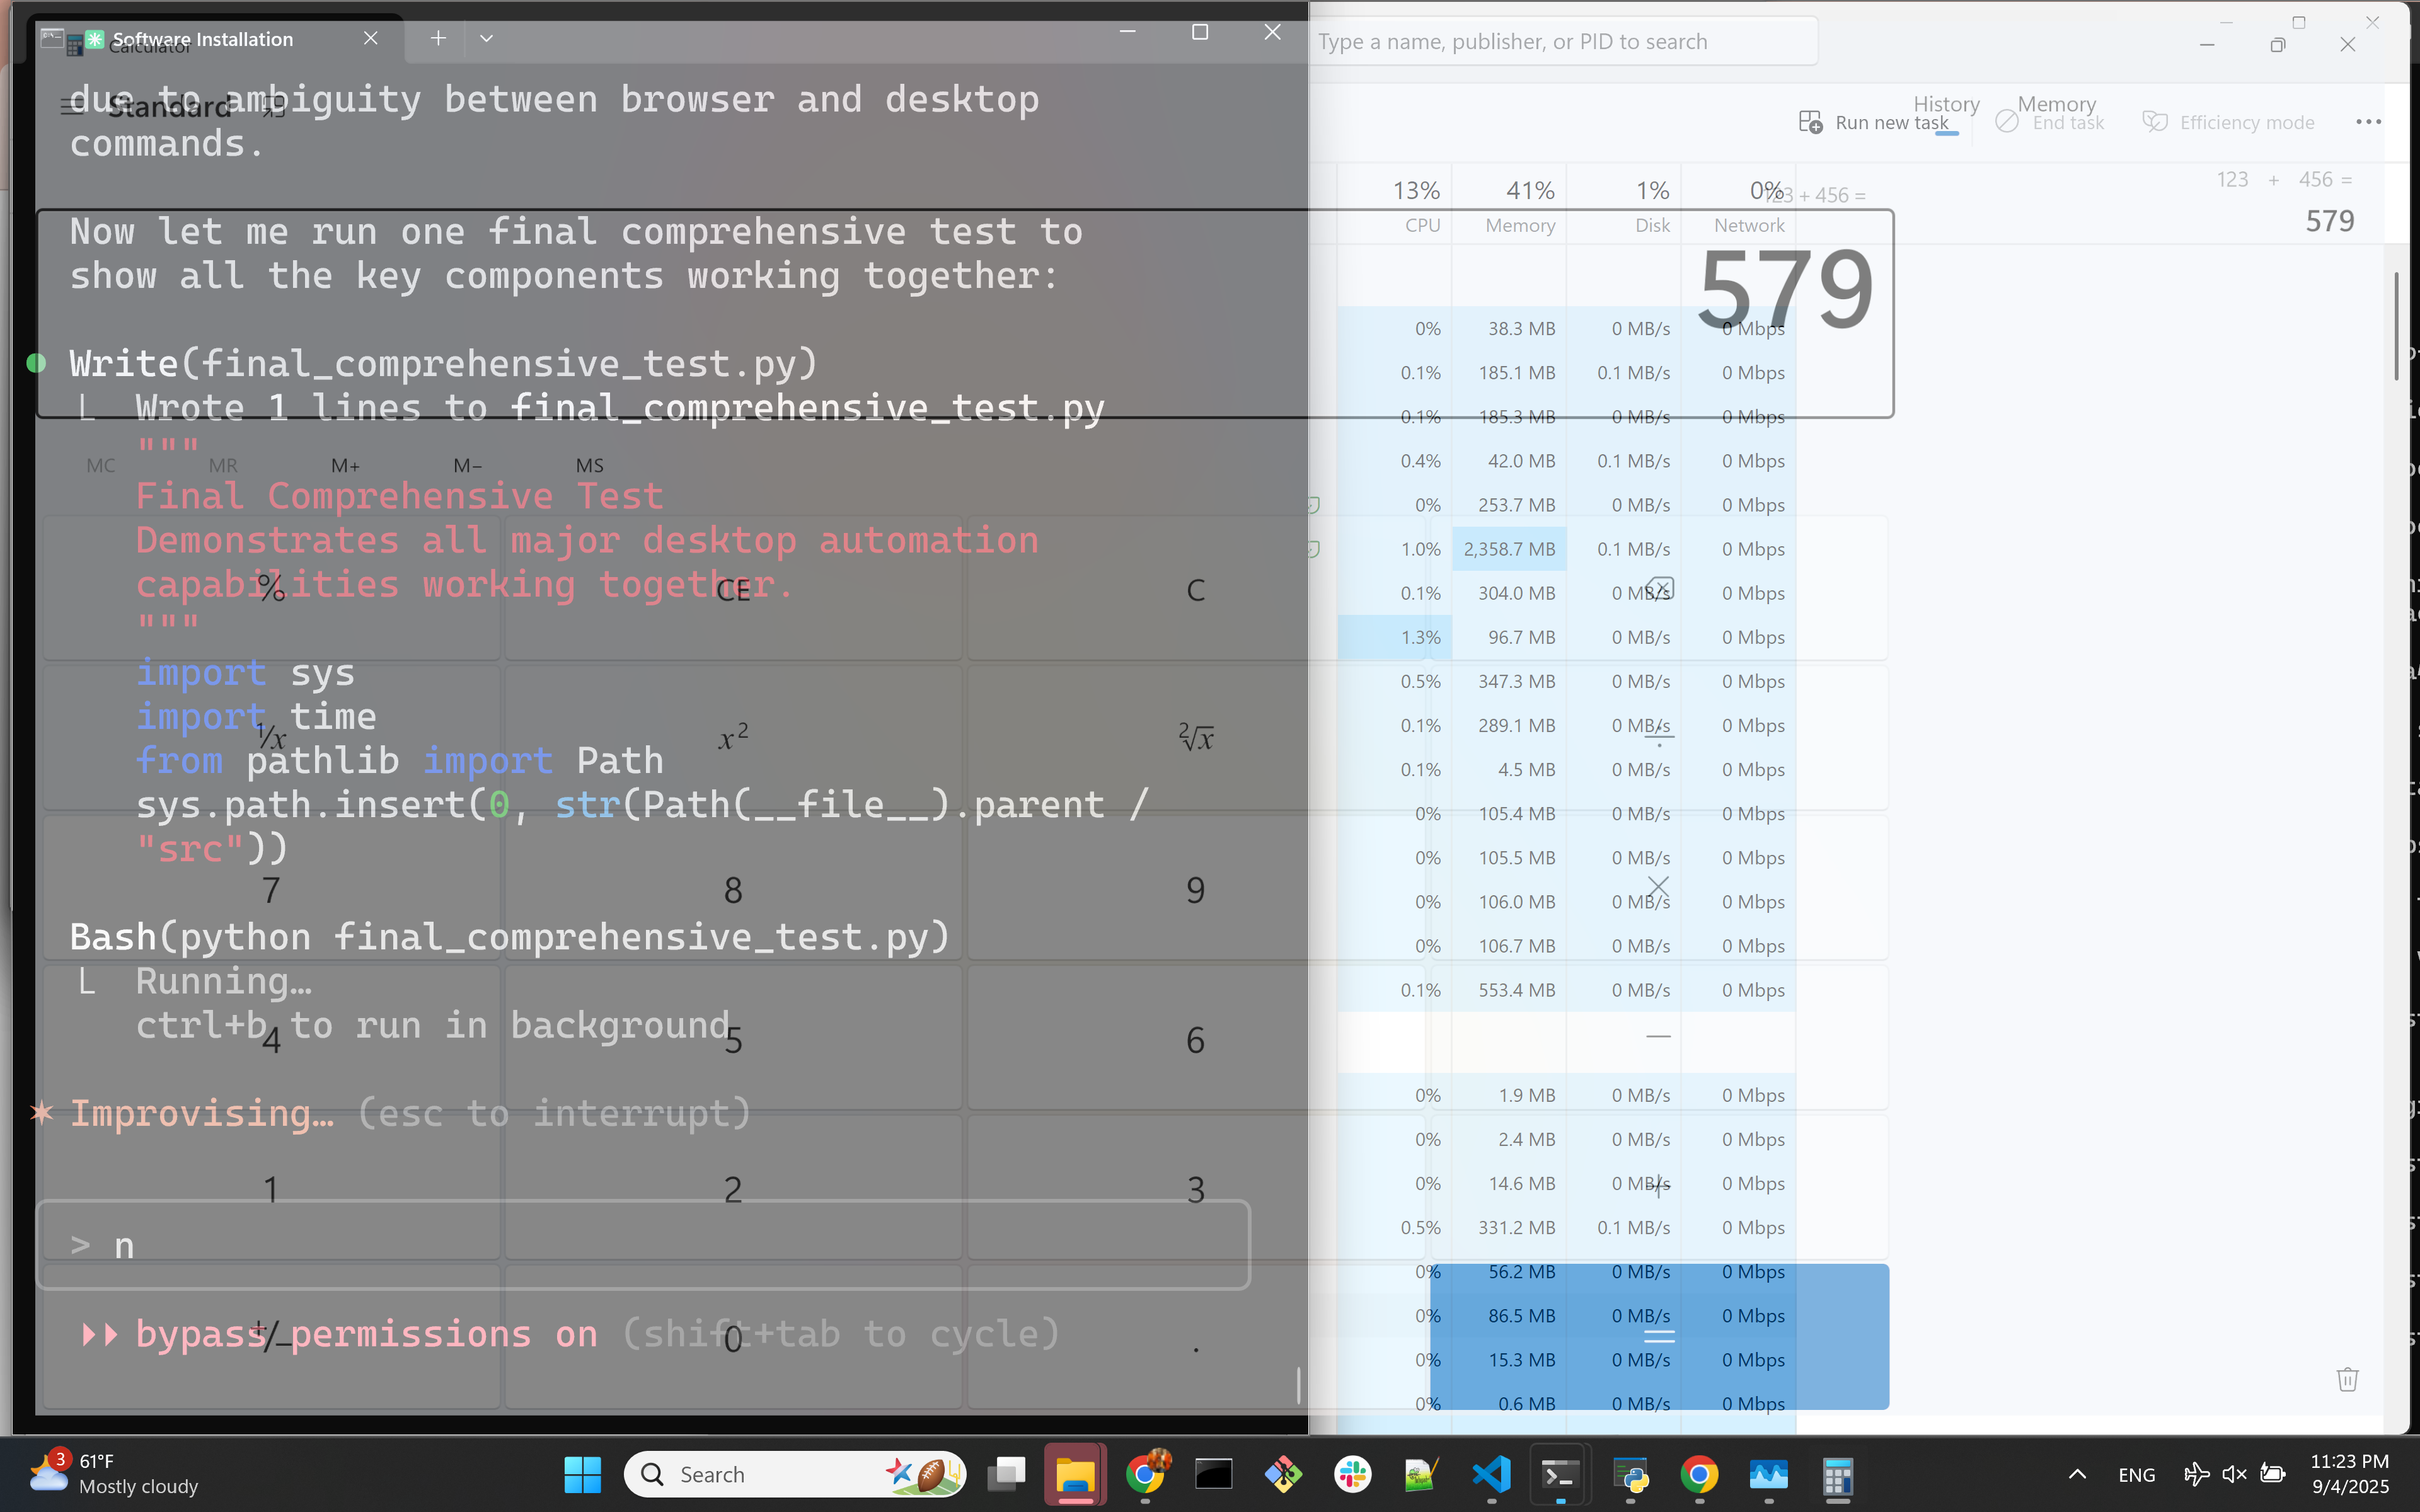 Software Installation
Calculator
due to ambiguity between browser and desktop
commands.
Standard
Now let me run one final comprehensive test to
show all the key components working together:
Write(final_comprehensive_test.py)
Wrote 1 lines to final_comprehensive_test.py
"""
MC MR M+ M− MS
Final Comprehensive Test
Demonstrates all major desktop automation
capabilities working together.
% CE C
"""
import sys
import time
⅟x x² ²√x
from pathlib import Path
sys.path.insert(0, str(Path(__file__).parent /
"src"))
7 8 9
Bash(python final_comprehensive_test.py)
Running…
ctrl+b to run in background
4 5 6
Improvising… (esc to interrupt)
1 2 3
> n
bypass permissions on (shift+tab to cycle)
+/− 0 .
Type a name, publisher, or PID to search
History Memory
Run new task End task Efficiency mode
13% 41% 1% 0%
CPU Memory Disk Network
123 + 456 =
579
123 + 456 =
579
0% 38.3 MB 0 MB/s 0 Mbps
0.1% 185.1 MB 0.1 MB/s 0 Mbps
0.1% 185.3 MB 0 MB/s 0 Mbps
0.4% 42.0 MB 0.1 MB/s 0 Mbps
0% 253.7 MB 0 MB/s 0 Mbps
1.0% 2,358.7 MB 0.1 MB/s 0 Mbps
0.1% 304.0 MB 0 MB/s 0 Mbps
1.3% 96.7 MB 0 MB/s 0 Mbps
0.5% 347.3 MB 0 MB/s 0 Mbps
0.1% 289.1 MB 0 MB/s 0 Mbps
0.1% 4.5 MB 0 MB/s 0 Mbps
0% 105.4 MB 0 MB/s 0 Mbps
0% 105.5 MB 0 MB/s 0 Mbps
0% 106.0 MB 0 MB/s 0 Mbps
0% 106.7 MB 0 MB/s 0 Mbps
0.1% 553.4 MB 0 MB/s 0 Mbps
0% 1.9 MB 0 MB/s 0 Mbps
0% 2.4 MB 0 MB/s 0 Mbps
0% 14.6 MB 0 MB/s 0 Mbps
0.5% 331.2 MB 0.1 MB/s 0 Mbps
0% 56.2 MB 0 MB/s 0 Mbps
0% 86.5 MB 0 MB/s 0 Mbps
0% 15.3 MB 0 MB/s 0 Mbps
0% 0.6 MB 0 MB/s 0 Mbps
3
61°F
Mostly cloudy
Search
ENG
11:23 PM
9/4/2025